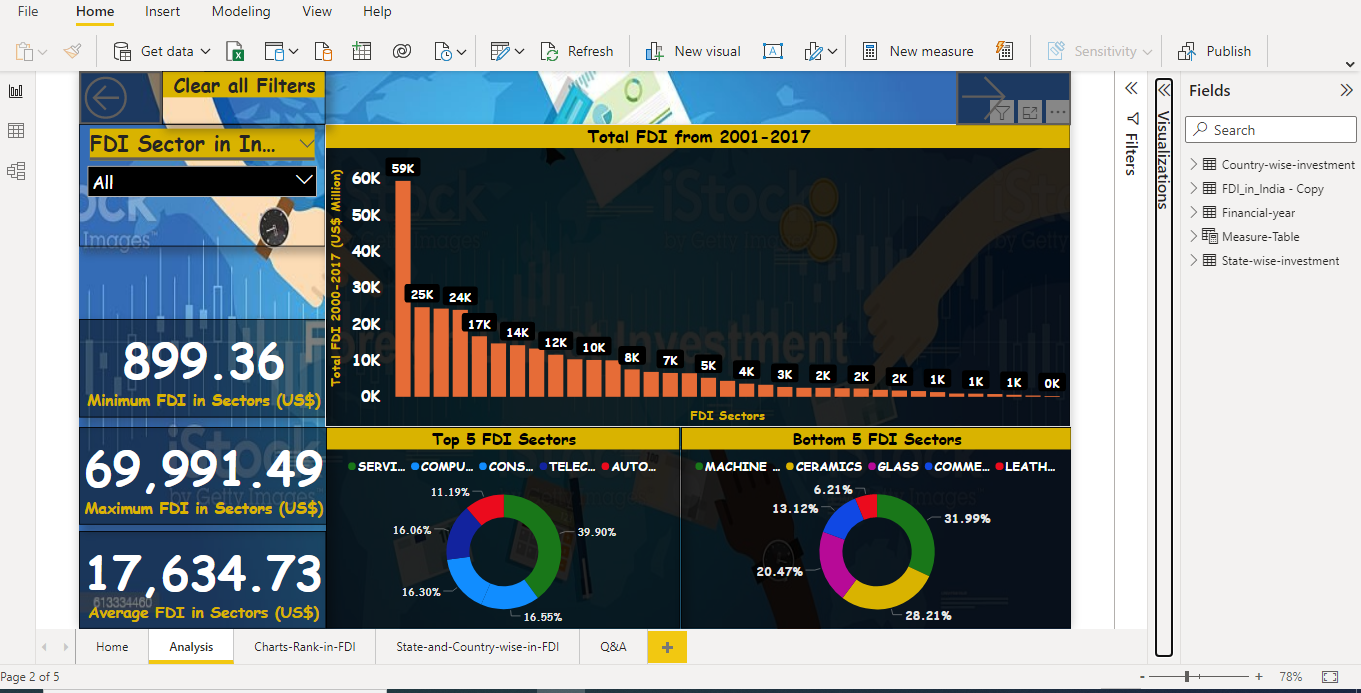 File Home Insert Modeling View Help
Get data Refresh New visual New measure Sensitivity Publish
Clear all Filters
FDI Sector in In...
All
899.36
Minimum FDI in Sectors (US$)
69,991.49
Maximum FDI in Sectors (US$)
17,634.73
613334460
Average FDI in Sectors (US$)
Total FDI from 2001-2017
Total FDI 2000-2017 (US$ Million)
60K
50K
40K
30K
20K
10K
0K
59K 25K 24K 17K 14K 12K 10K 8K 7K 5K 4K 3K 2K 2K 2K 1K 1K 1K 0K
FDI Sectors
iStock
by Getty Images
Investment
Top 5 FDI Sectors
SERVI... COMPU... CONS... TELEC... AUTO...
11.19%
16.06%
39.90%
16.30%
16.55%
Bottom 5 FDI Sectors
MACHINE ... CERAMICS GLASS COMME... LEATH...
6.21%
13.12%
31.99%
20.47%
28.21%
Filters
Visualizations
Fields
Search
Country-wise-investment
FDI_in_India - Copy
Financial-year
Measure-Table
State-wise-investment
Home Analysis Charts-Rank-in-FDI State-and-Country-wise-in-FDI Q&A +
Page 2 of 5
- + 78%